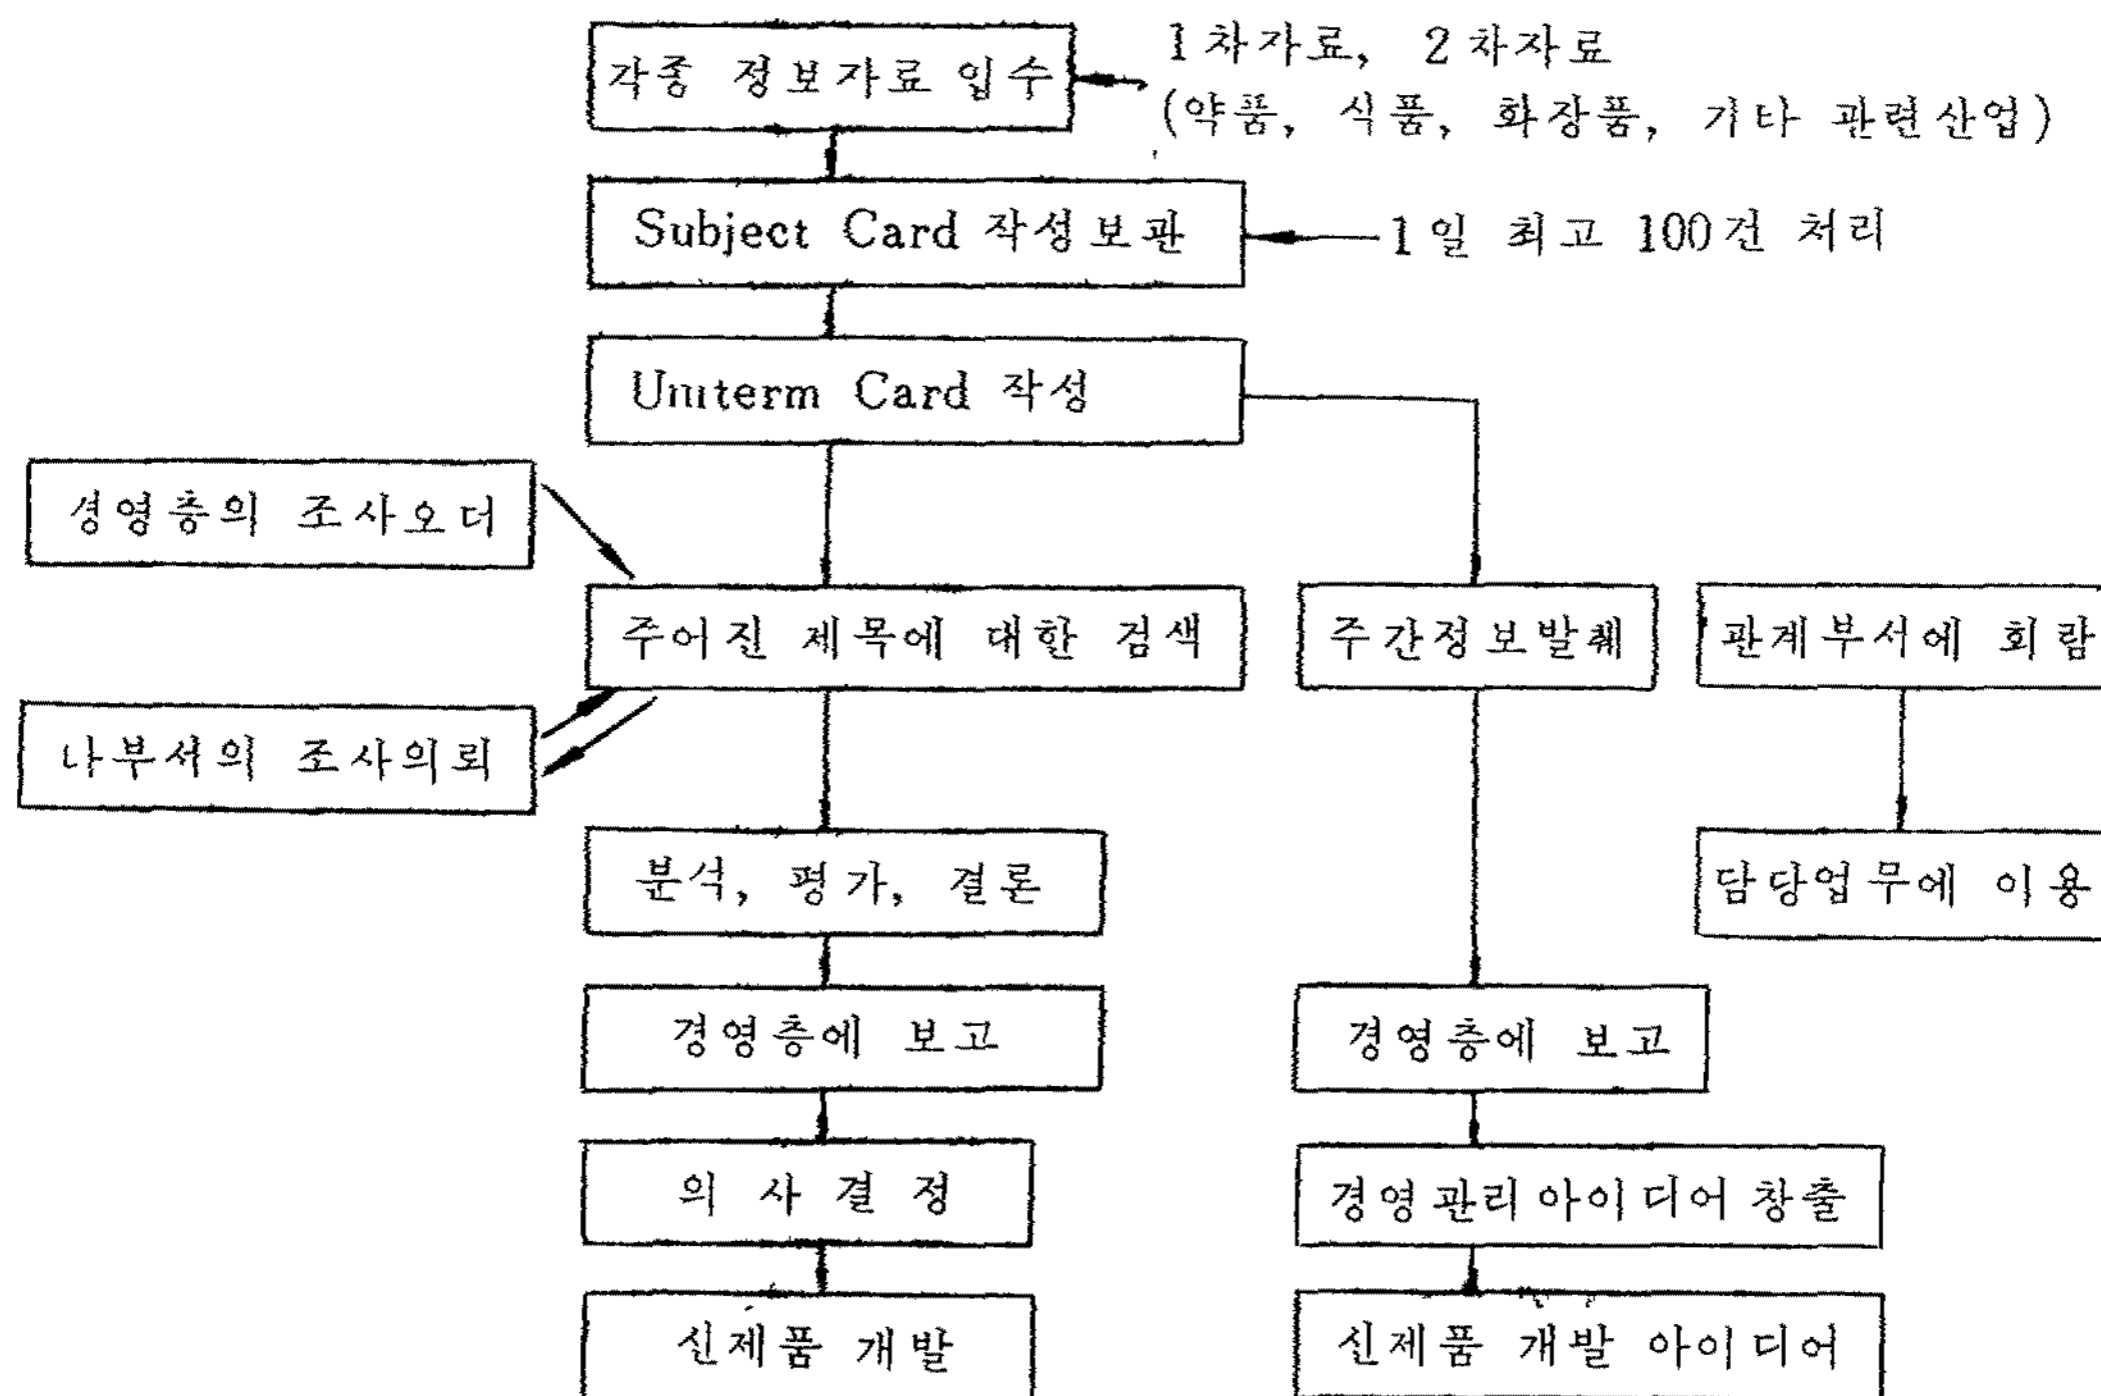 각종 정보자료 입수
1차자료, 2차자료
(약품, 식품, 화장품, 기타 관련산업)
Subject Card 작성보관
1일 최고 100건 처리
Uniterm Card 작성
경영층의 조사오더
주어진 제목에 대한 검색
주간정보발췌
관계부서에 회람
부서의 조사의뢰
분석, 평가, 결론
담당업무에 이용
경영층에 보고
경영층에 보고
의사결정
경영관리아이디어 창출
신제품 개발
신제품 개발 아이디어